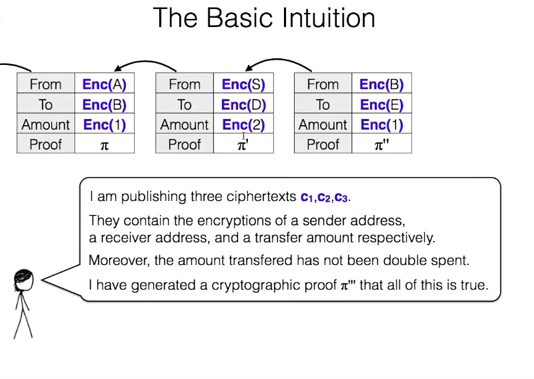 The Basic Intuition
From Enc(A)
To Enc(B)
Amount Enc(1)
Proof π
From Enc(S)
To Enc(D)
Amount Enc(2)
Proof π'
From Enc(B)
To Enc(E)
Amount Enc(1)
Proof π''
I am publishing three ciphertexts c1,c2,c3.
They contain the encryptions of a sender address,
a receiver address, and a transfer amount respectively.
Moreover, the amount transfered has not been double spent.
I have generated a cryptographic proof π''' that all of this is true.